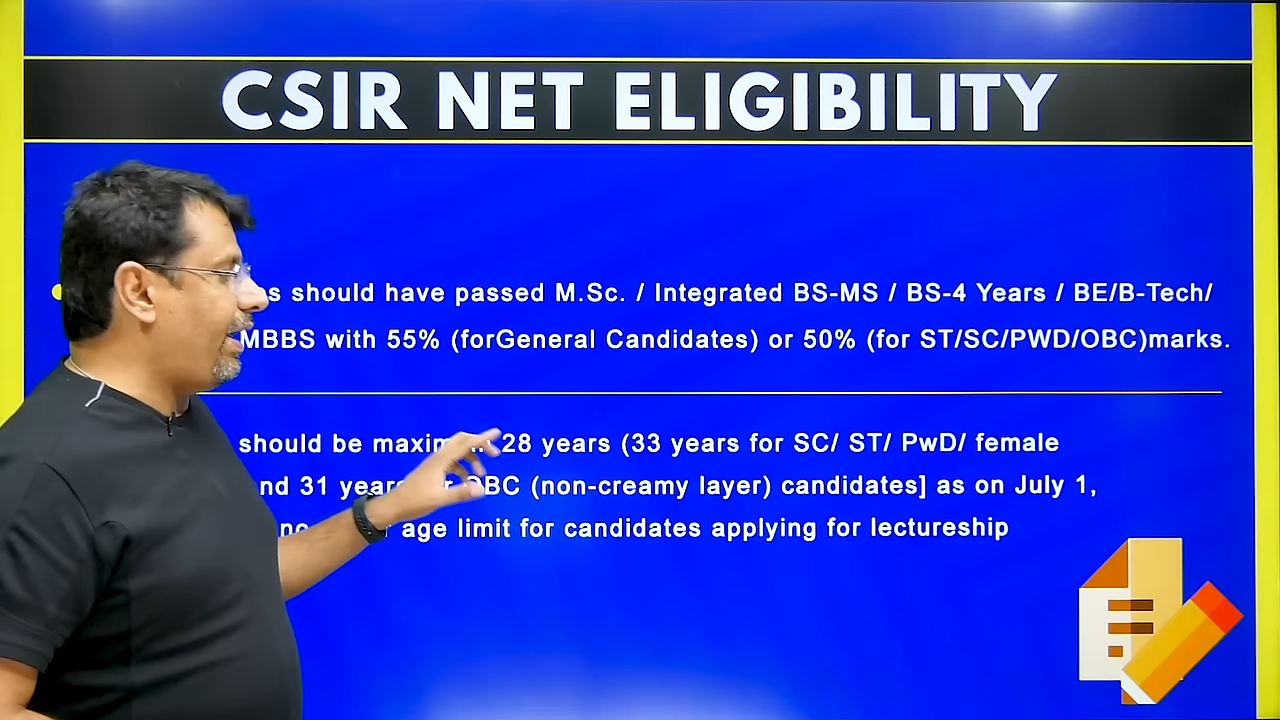 CSIR NET ELIGIBILITY
should have passed M.Sc. / Integrated BS-MS / BS-4 Years / BE/B-Tech/
MBBS with 55% (forGeneral Candidates) or 50% (for ST/SC/PWD/OBC)marks.
should be 28 years (33 years for SC/ ST/ PwD/ female
31 years OBC (non-creamy layer) candidates] as on July 1,
age limit for candidates applying for lectureship